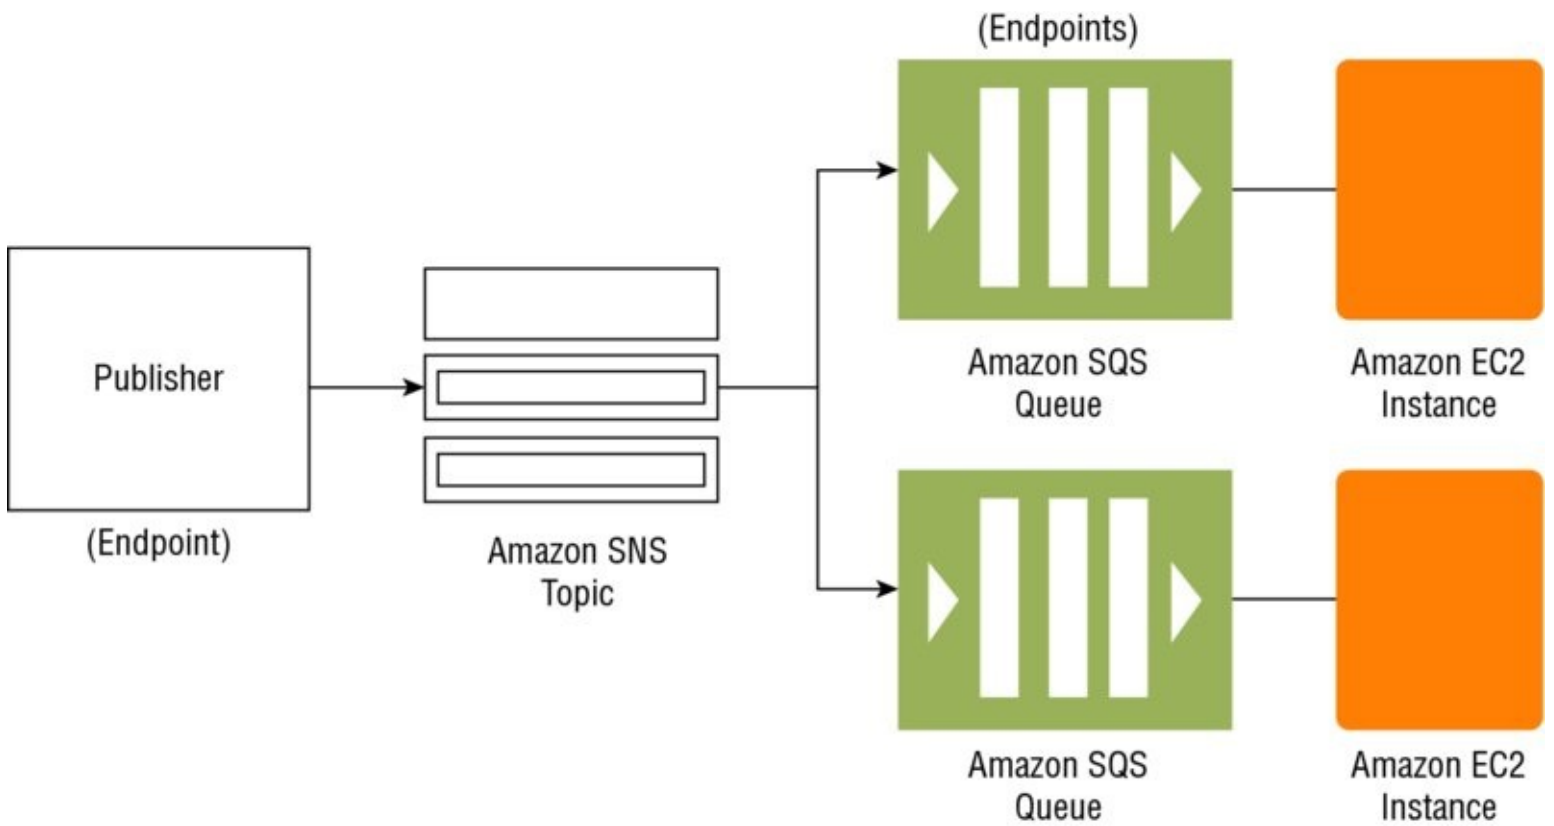 (Endpoints)
Publisher
(Endpoint)
Amazon SNS
Topic
Amazon SQS
Queue
Amazon EC2
Instance
Amazon SQS
Queue
Amazon EC2
Instance